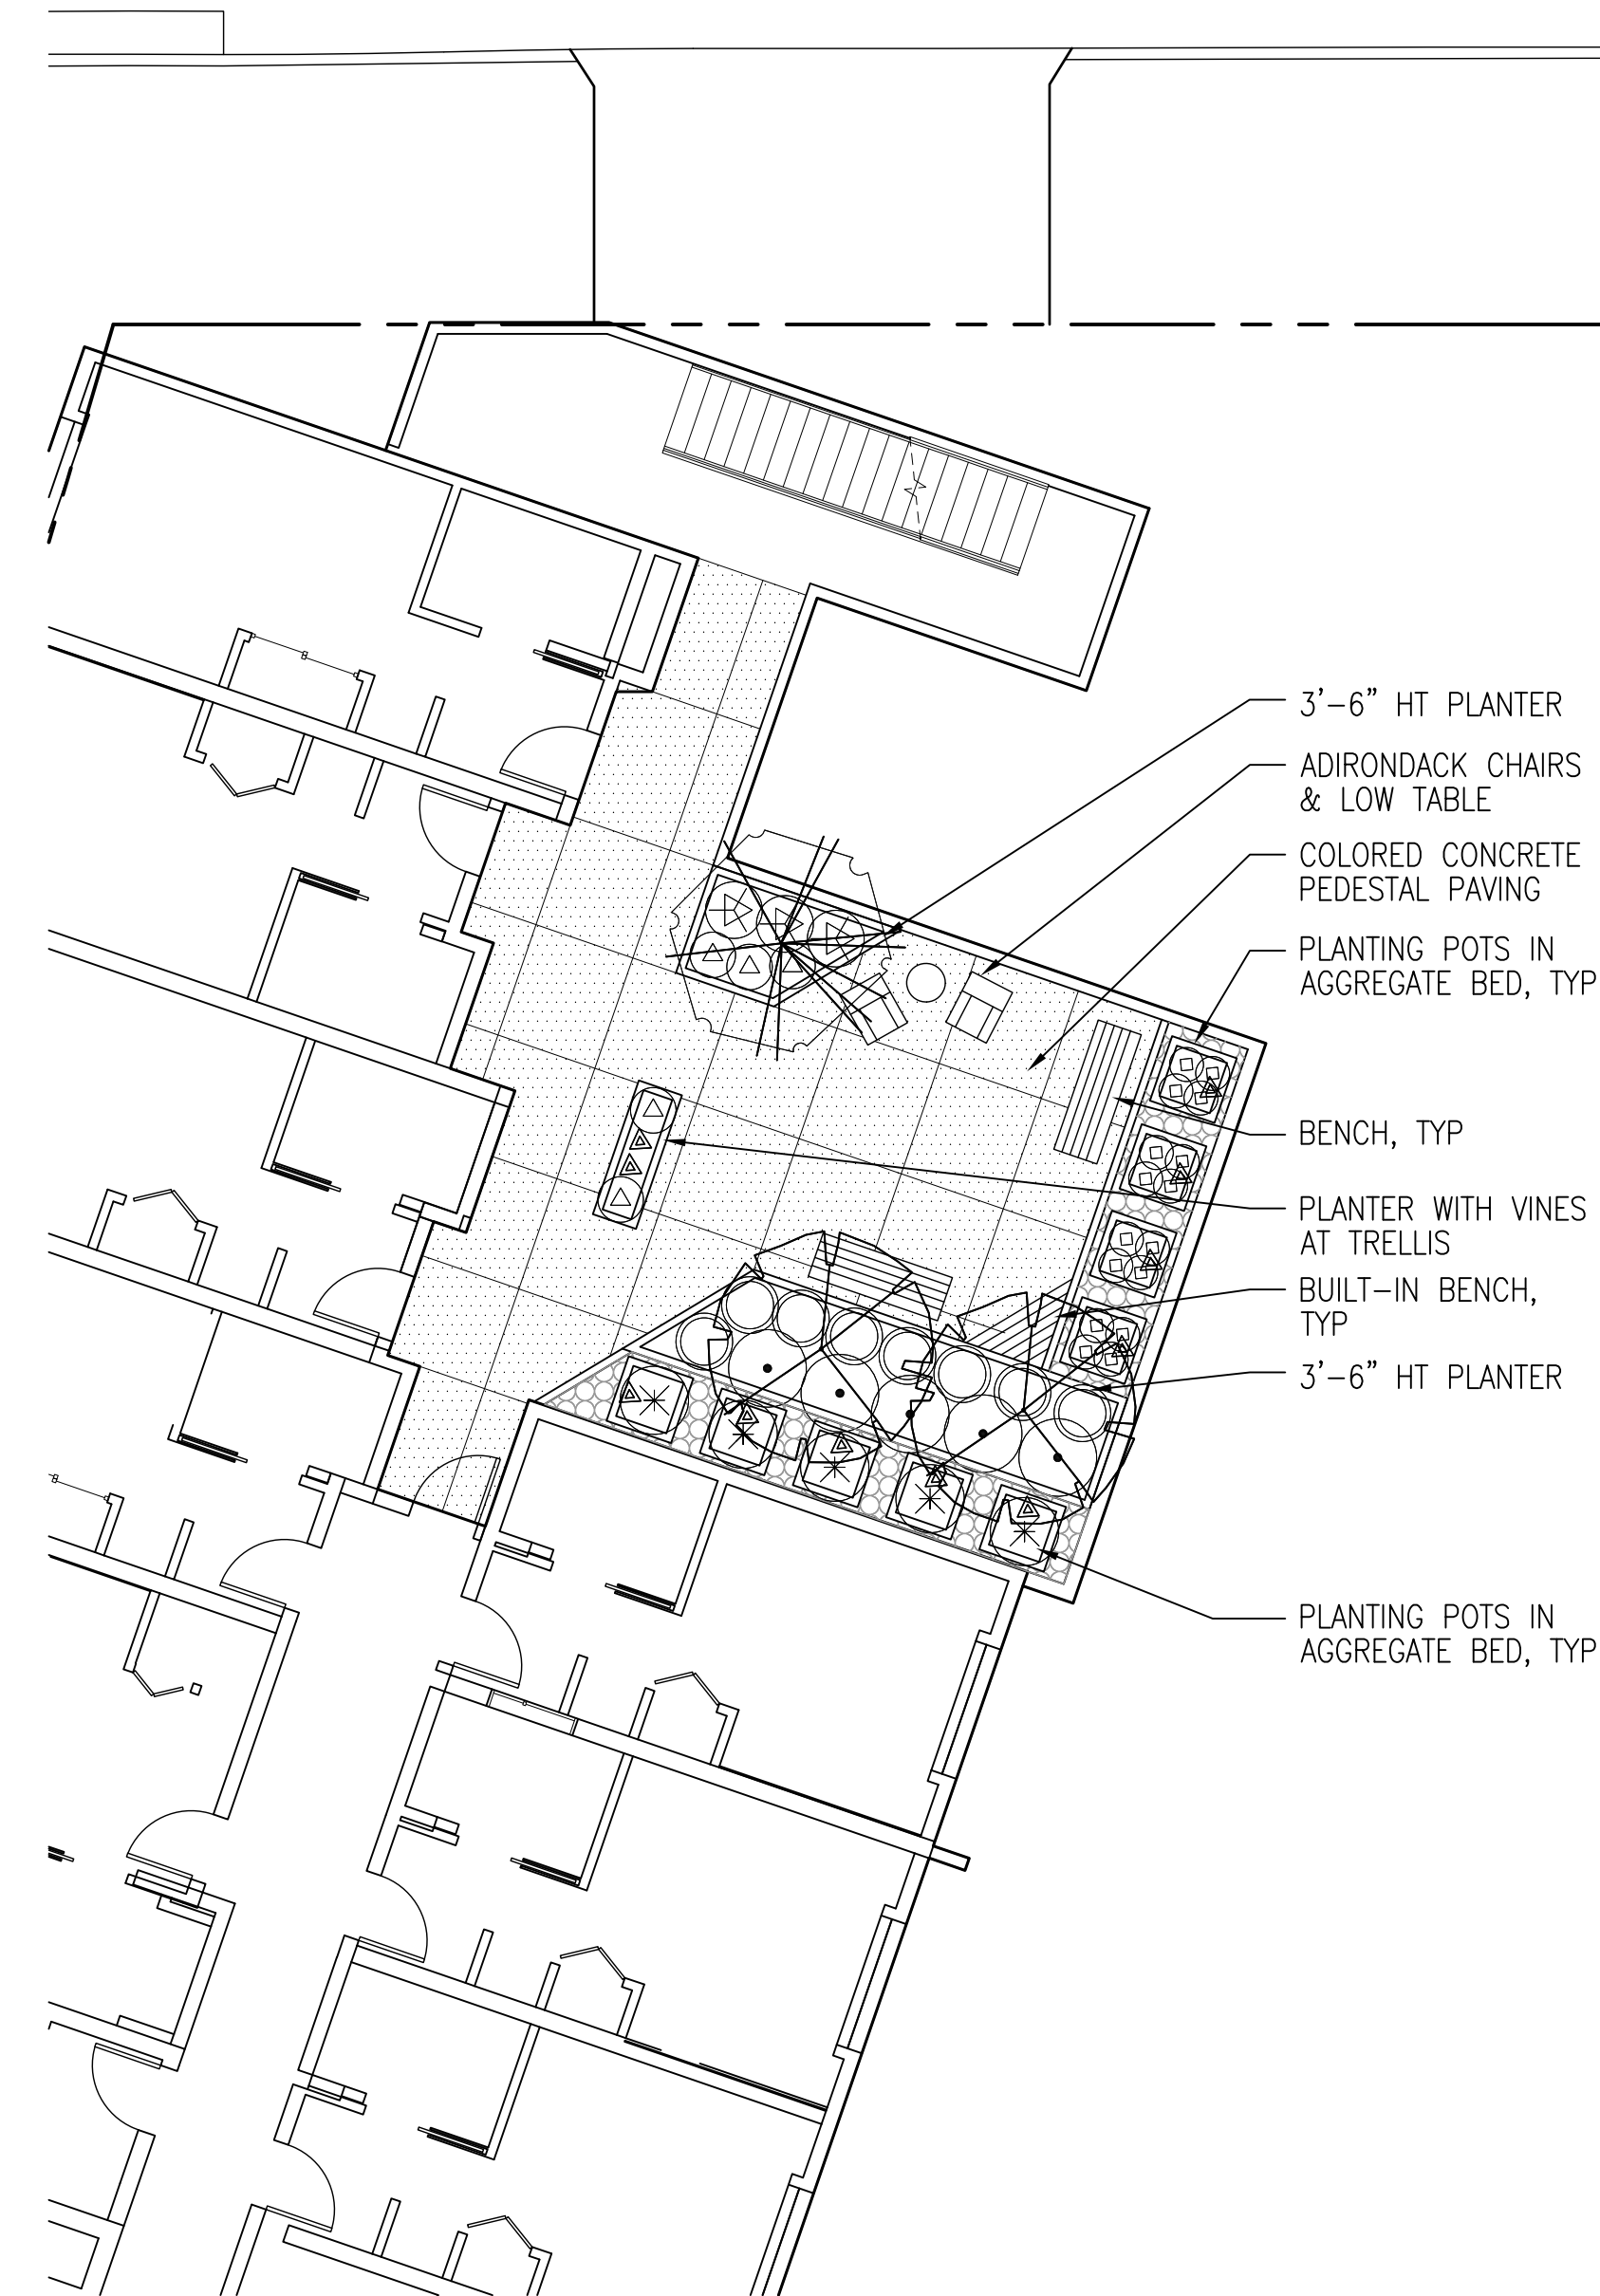 3'-6" HT PLANTER
ADIRONDACK CHAIRS
& LOW TABLE
COLORED CONCRETE
PEDESTAL PAVING
PLANTING POTS IN
AGGREGATE BED, TYP
BENCH, TYP
PLANTER WITH VINES
AT TRELLIS
BUILT-IN BENCH,
TYP
3'-6" HT PLANTER
PLANTING POTS IN
AGGREGATE BED, TYP